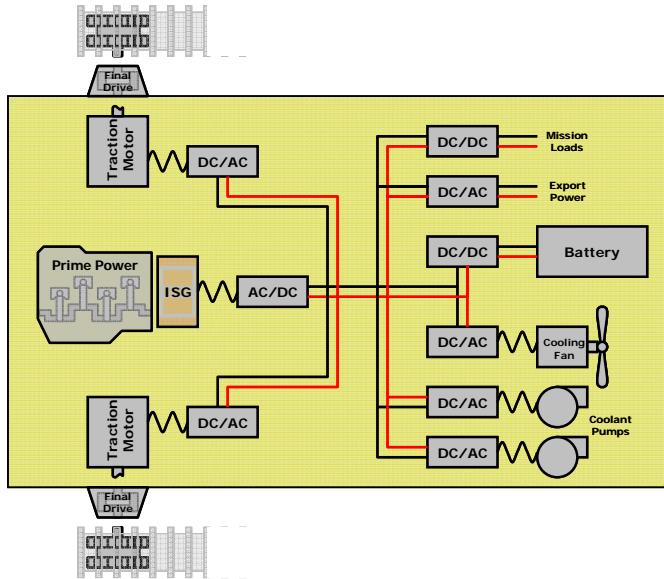 Final
Drive
Traction
Motor
DC/AC
DC/DC
Mission
Loads
DC/AC
Export
Power
Prime Power
ISG
AC/DC
DC/DC
Battery
DC/AC
Cooling
Fan
Traction
Motor
DC/AC
DC/AC
Coolant
Pumps
DC/AC
Final
Drive